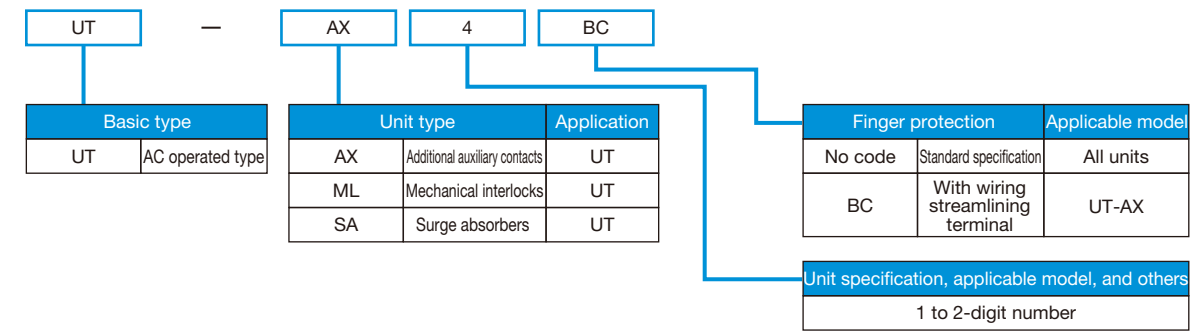 UT — AX 4 BC
Basic type
UT AC operated type
Unit type Application
AX Additional auxiliary contacts UT
ML Mechanical interlocks UT
SA Surge absorbers UT
Finger protection Applicable model
No code Standard specification All units
BC With wiring streamlining terminal UT-AX
Unit specification, applicable model, and others
1 to 2-digit number